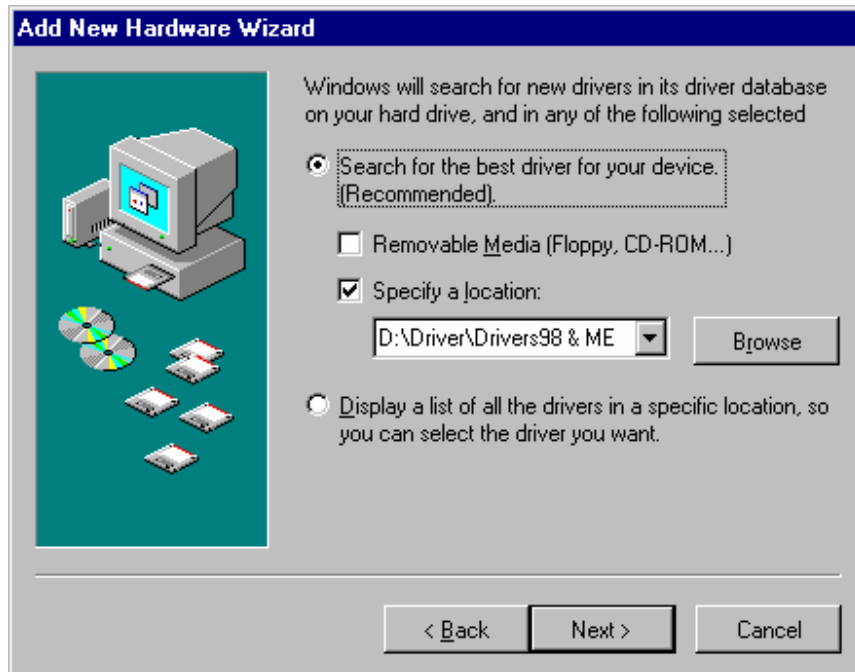 Add New Hardware Wizard
Windows will search for new drivers in its driver database
on your hard drive, and in any of the following selected
Search for the best driver for your device.
(Recommended).
Removable Media (Floppy, CD-ROM...)
Specify a location:
D:\Driver\Drivers98 & ME
Browse
Display a list of all the drivers in a specific location, so
you can select the driver you want.
< Back
Next >
Cancel